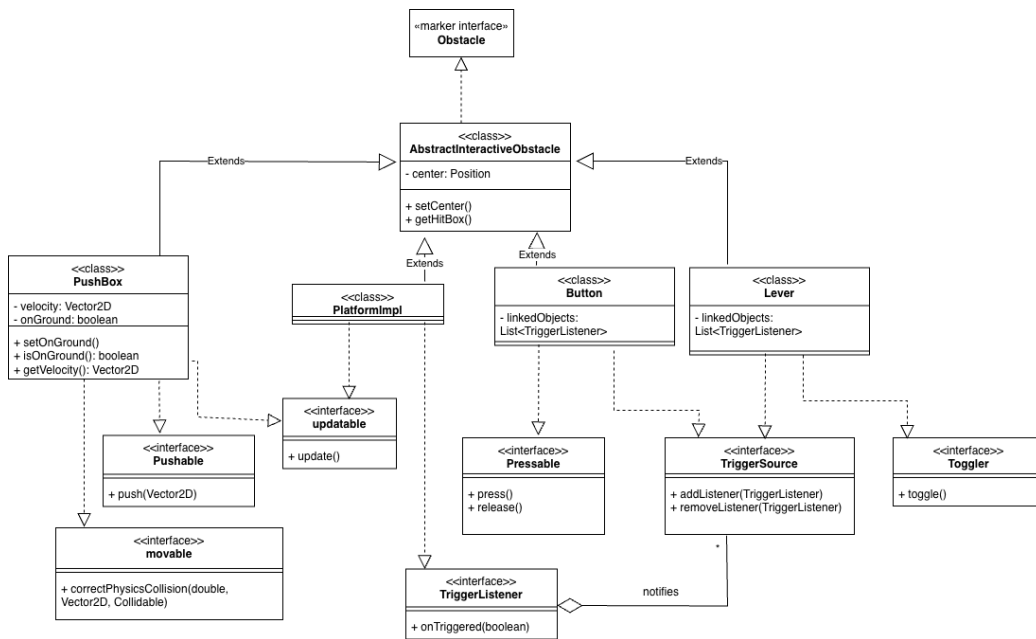 «marker interface»
Obstacle
<<class>>
AbstractInteractiveObstacle
- center: Position
+ setCenter()
+ getHitBox()
Extends
Extends
Extends
Extends
<<class>>
PushBox
- velocity: Vector2D
- onGround: boolean
+ setOnGround()
+ isOnGround(): boolean
+ getVelocity(): Vector2D
<<class>>
PlatformImpl
<<class>>
Button
- linkedObjects:
List<TriggerListener>
<<class>>
Lever
- linkedObjects:
List<TriggerListener>
<<interface>>
updatable
+ update()
<<interface>>
Pushable
+ push(Vector2D)
<<interface>>
Pressable
+ press()
+ release()
<<interface>>
TriggerSource
+ addListener(TriggerListener)
+ removeListener(TriggerListener)
<<interface>>
Toggler
+ toggle()
<<interface>>
movable
+ correctPhysicsCollision(double,
Vector2D, Collidable)
<<interface>>
TriggerListener
+ onTriggered(boolean)
*
notifies